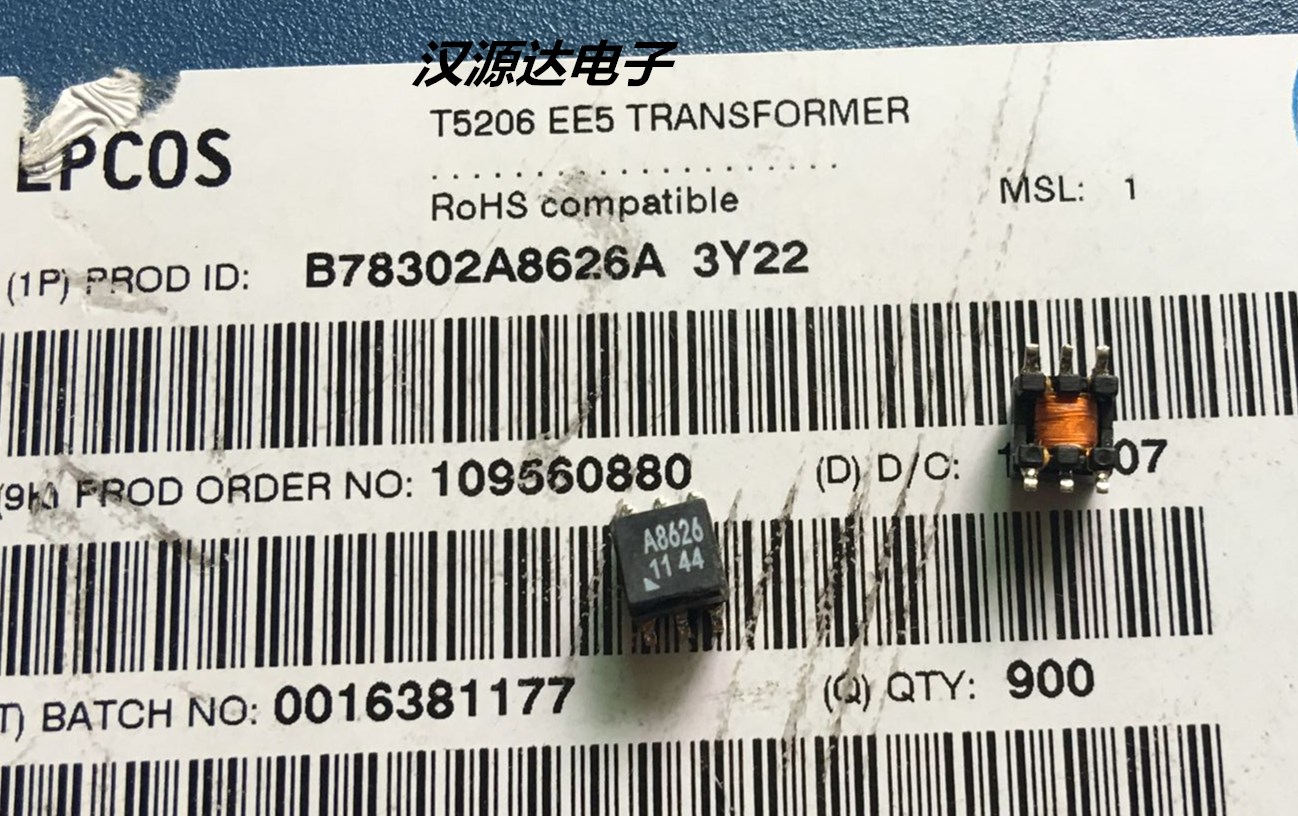 汉源达电子
EPCOS
T5206 EE5 TRANSFORMER
....................
RoHS compatible
MSL: 1
(1P) PROD ID: B78302A8626A 3Y22
(9K) PROD ORDER NO: 109560880
(D) D/C:
A8626
11 44
T) BATCH NO: 0016381177
(Q) QTY: 900